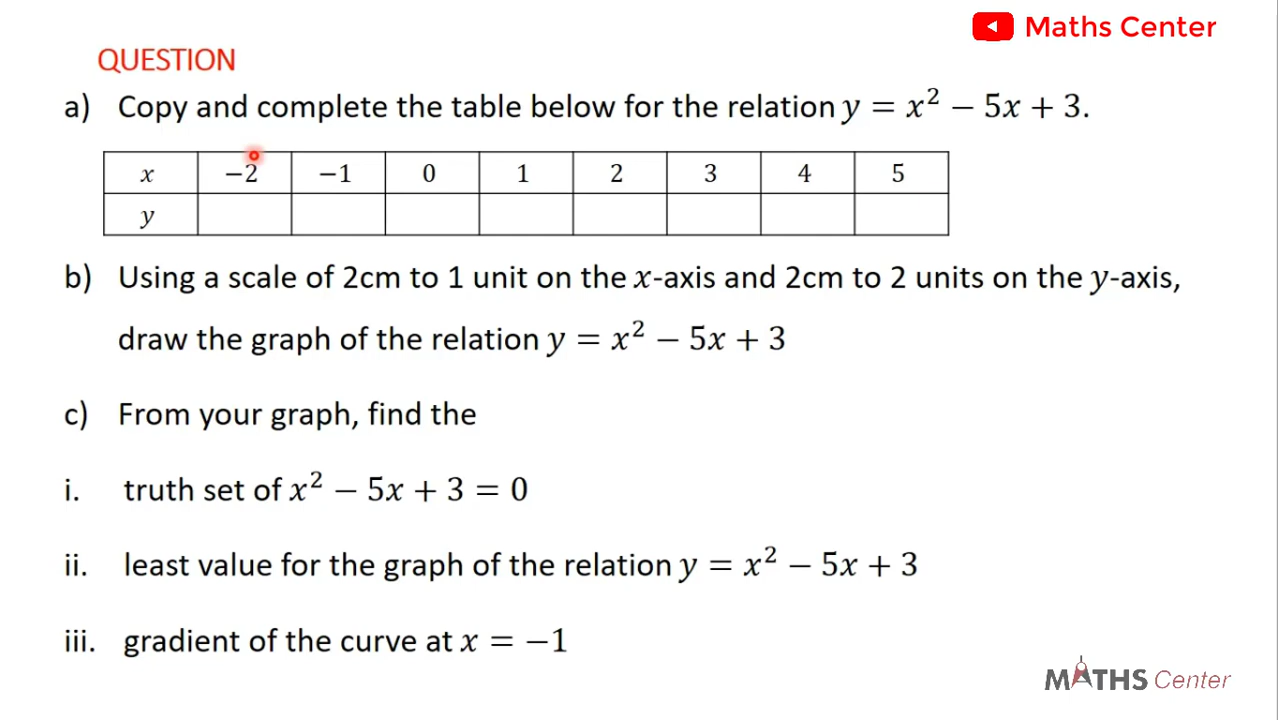 Maths Center
QUESTION
a) Copy and complete the table below for the relation y = x² − 5x + 3.
x −2 −1 0 1 2 3 4 5
y
b) Using a scale of 2cm to 1 unit on the x-axis and 2cm to 2 units on the y-axis,
draw the graph of the relation y = x² − 5x + 3
c) From your graph, find the
i. truth set of x² − 5x + 3 = 0
ii. least value for the graph of the relation y = x² − 5x + 3
iii. gradient of the curve at x = −1
MATHS Center